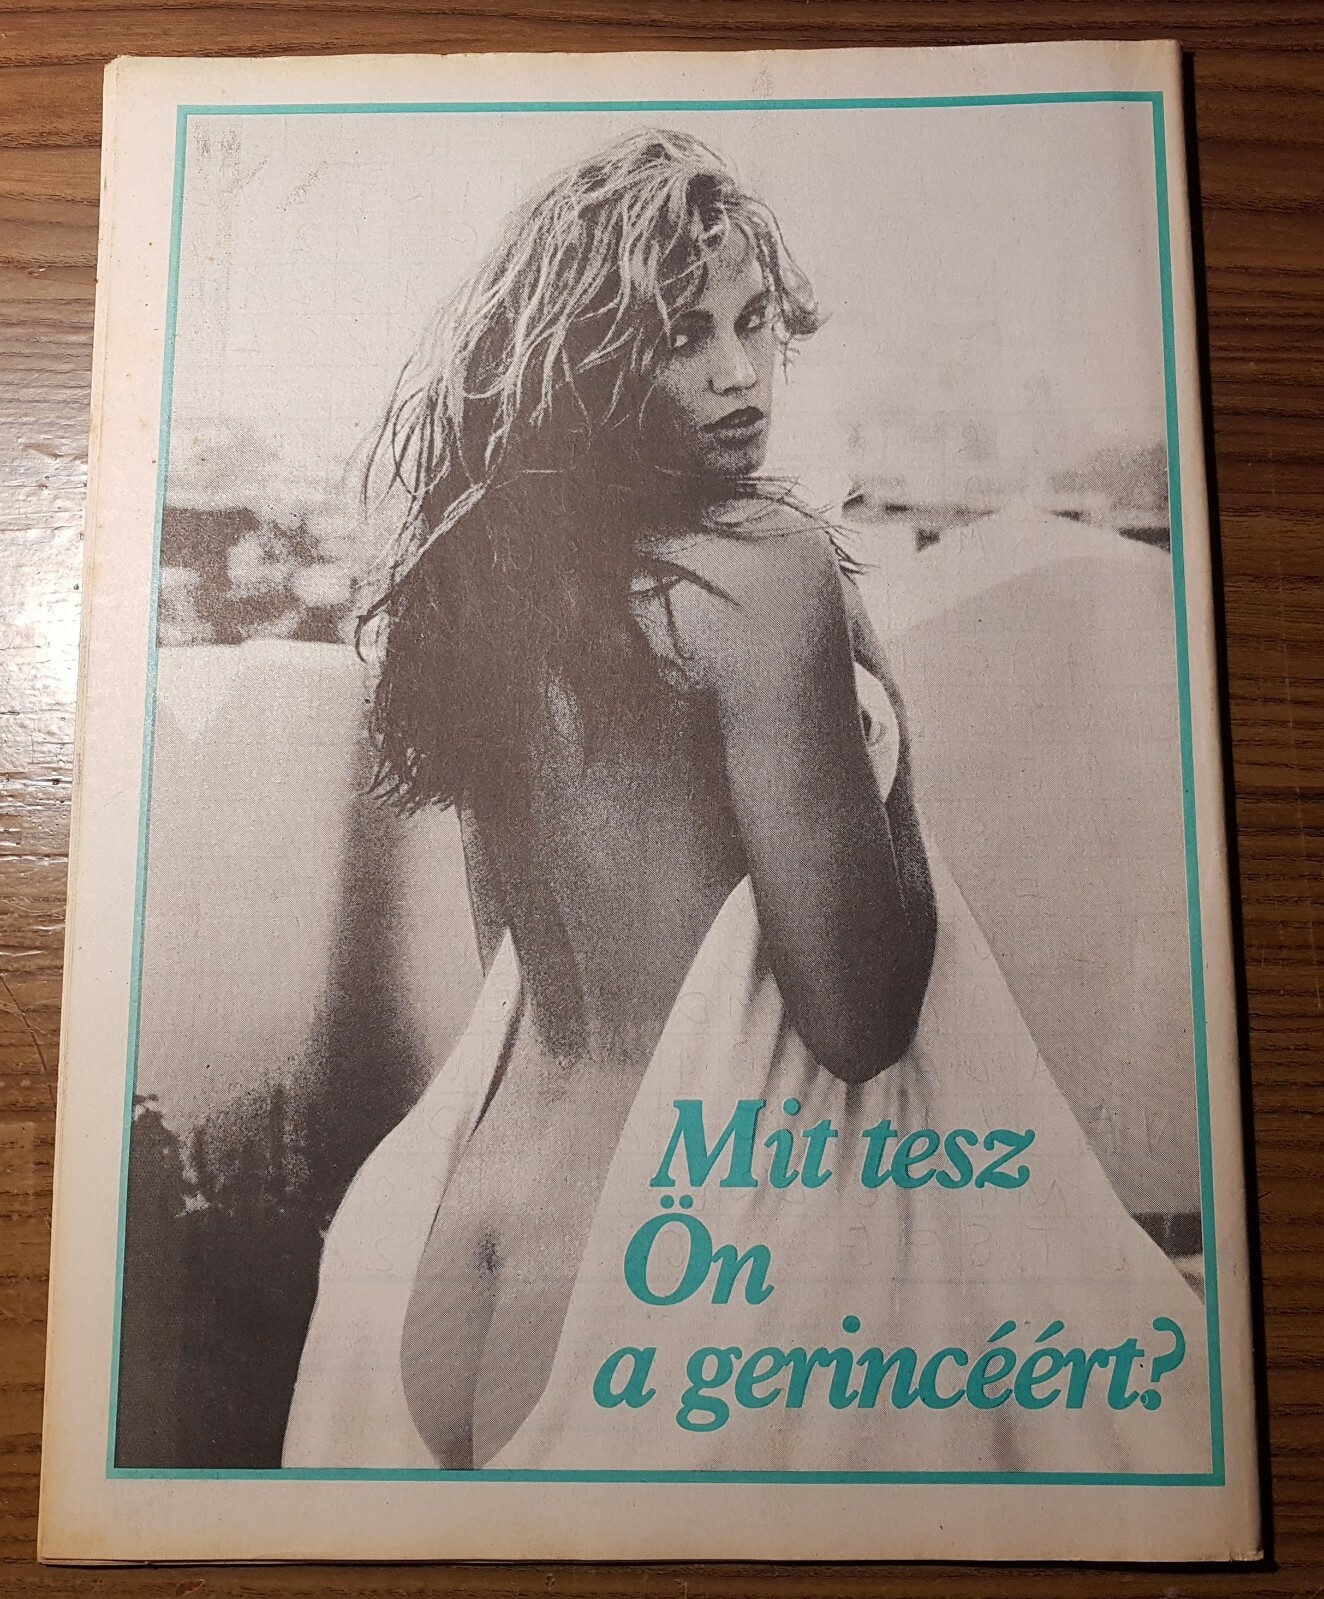 Mit tesz
Ön
a gerincéért?